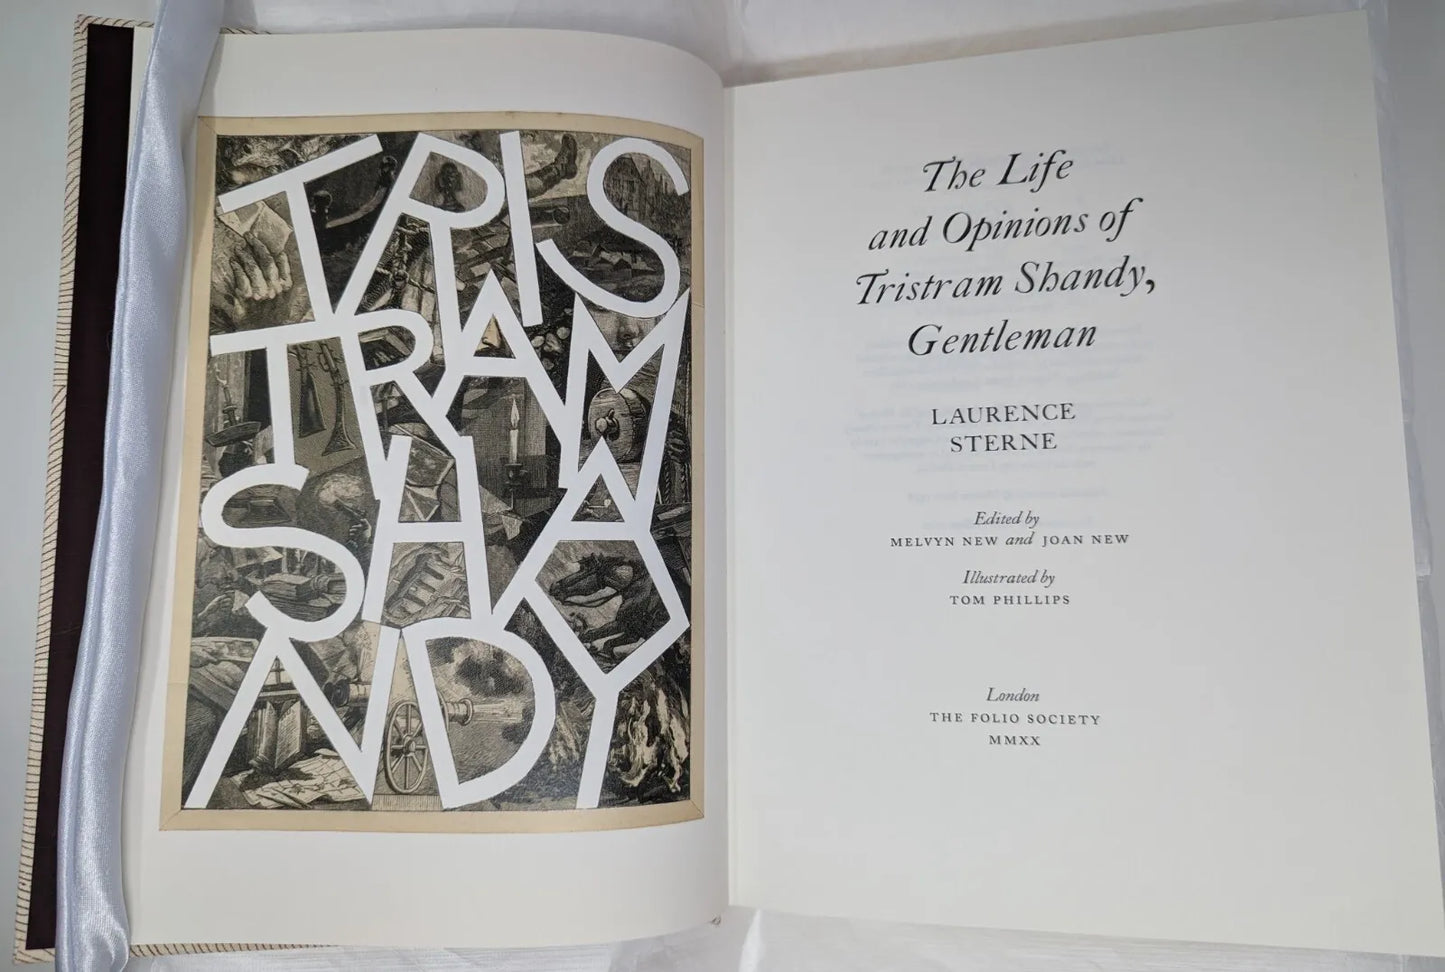 TRIS
TRAM
SHA
NDY
The Life
and Opinions of
Tristram Shandy,
Gentleman
LAURENCE
STERNE
Edited by
MELVYN NEW and JOAN NEW
Illustrated by
TOM PHILLIPS
London
THE FOLIO SOCIETY
MMXX